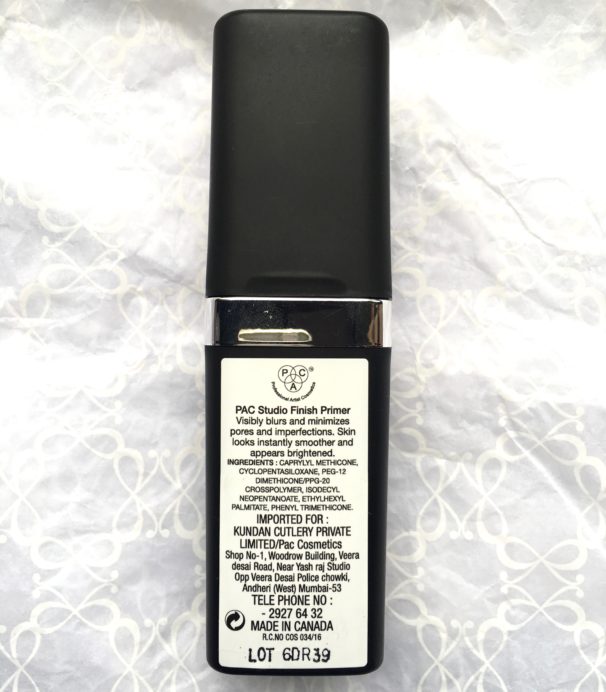 P A C ™
Professional Artist Cosmetics
PAC Studio Finish Primer
Visibly blurs and minimizes
pores and imperfections. Skin
looks instantly smoother and
appears brightened.
INGREDIENTS : CAPRYLYL METHICONE,
CYCLOPENTASILOXANE, PEG-12
DIMETHICONE/PPG-20
CROSSPOLYMER, ISODECYL
NEOPENTANOATE, ETHYLHEXYL
PALMITATE, PHENYL TRIMETHICONE.
IMPORTED FOR :
KUNDAN CUTLERY PRIVATE
LIMITED/Pac Cosmetics
Shop No-1, Woodrow Building, Veera
desai Road, Near Yash raj Studio
Opp Veera Desai Police chowki,
Andheri (West) Mumbai-53
TELE PHONE NO :
- 2927 64 32
MADE IN CANADA
R.C.NO COS 034/16
LOT 6DR39